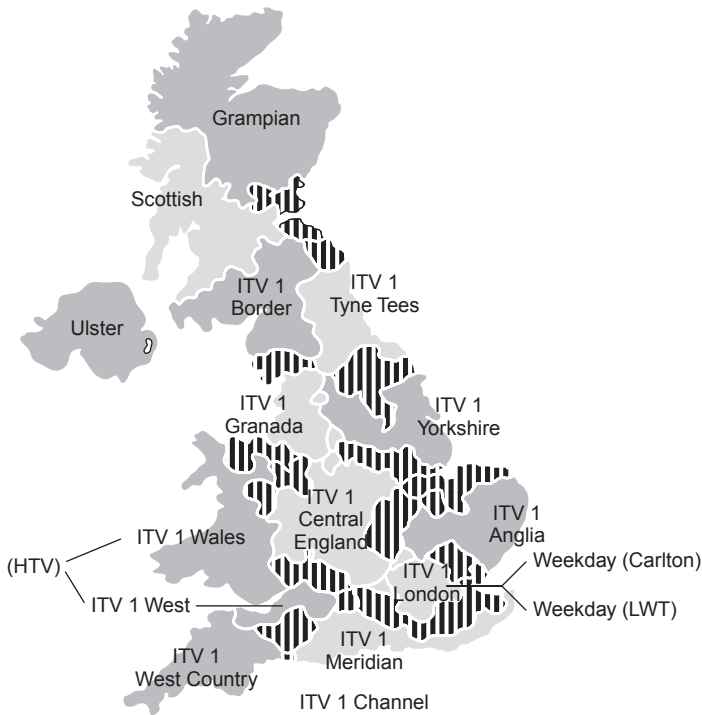 Grampian
Scottish
ITV 1
Border
ITV 1
Tyne Tees
Ulster
ITV 1
Granada
ITV 1
Yorkshire
ITV 1
Central
England
ITV 1
Anglia
ITV 1 Wales
(HTV)
ITV 1 West
ITV 1
London
Weekday (Carlton)
Weekday (LWT)
ITV 1
West Country
ITV 1
Meridian
ITV 1 Channel